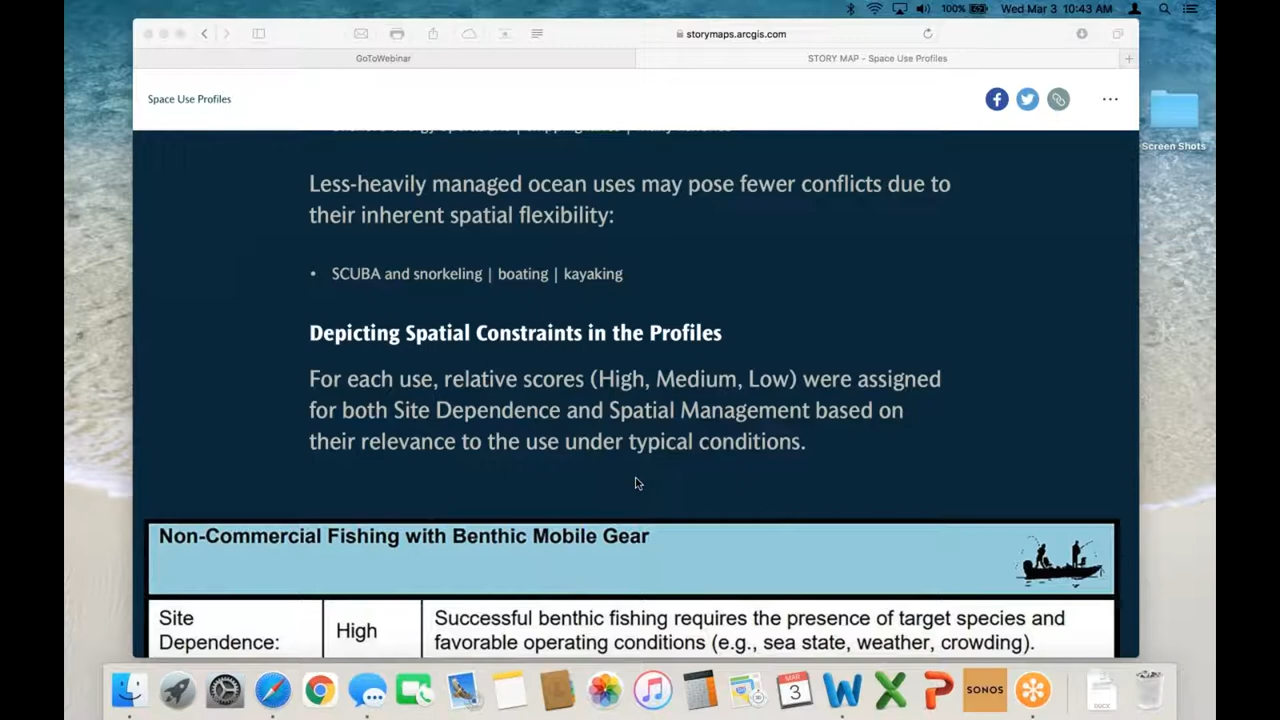 100%
Wed Mar 3 10:43 AM
storymaps.arcgis.com
GoToWebinar
STORY MAP - Space Use Profiles
Space Use Profiles
Screen Shots
Less-heavily managed ocean uses may pose fewer conflicts due to
their inherent spatial flexibility:
• SCUBA and snorkeling | boating | kayaking
Depicting Spatial Constraints in the Profiles
For each use, relative scores (High, Medium, Low) were assigned
for both Site Dependence and Spatial Management based on
their relevance to the use under typical conditions.
Non-Commercial Fishing with Benthic Mobile Gear
Site
Dependence:
High
Successful benthic fishing requires the presence of target species and
favorable operating conditions (e.g., sea state, weather, crowding).
MAR
3
SONOS
DOCX